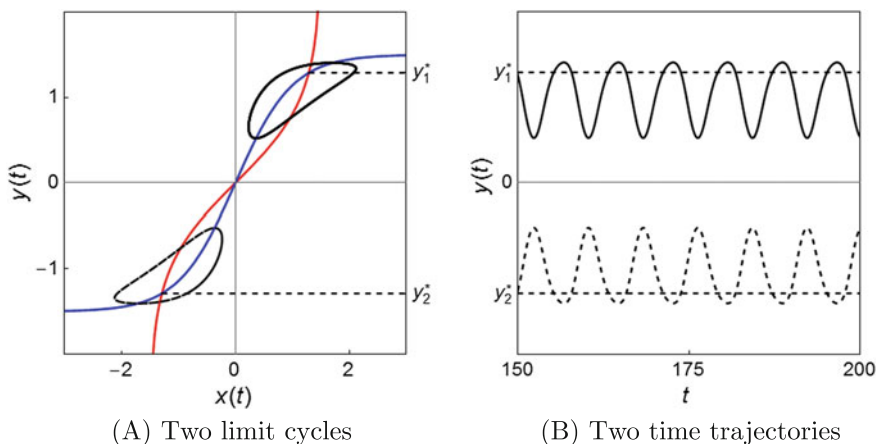 1
0
−1
y(t)
−2
0
2
x(t)
y₁*
y₂*
(A) Two limit cycles
y₁*
0
y₂*
y(t)
150
175
200
t
(B) Two time trajectories